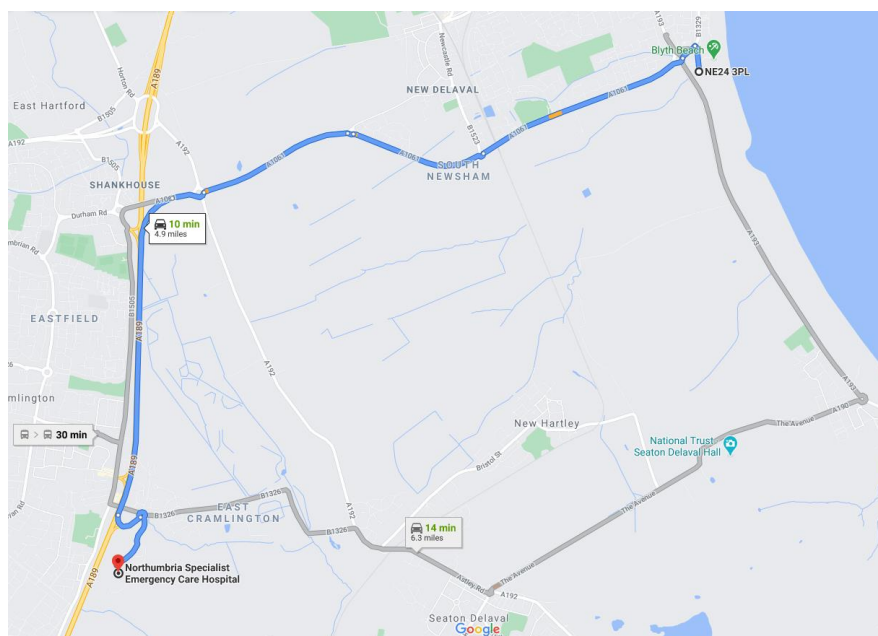 A193
B1329
Blyth Beach
NE24 3PL
Newcastle Rd
A189
Horton Rd
NEW DELAVAL
East Hartford
B1505
A1061
A192
A192
B1523
A1061
A1061
A1061
B1505
SOUTH
NEWSHAM
SHANKHOUSE
A10
Durham Rd
10 min
4.9 miles
A193
mbrian Rd
B1505
EASTFIELD
A189
A192
A193
mlington
A190
The Avenue
New Hartley
30 min
National Trust
Seaton Delaval Hall
A189
Bristol St
B1326
EAST
CRAMLINGTON
A192
The Avenue
B1326
14 min
6.3 miles
Northumbria Specialist
Emergency Care Hospital
The Avenue
A189
Astley Rd
A192
Seaton Delaval
Google